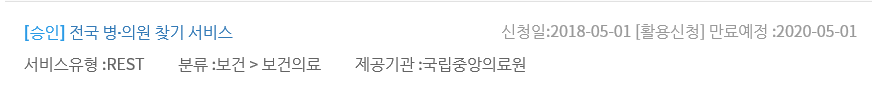 [승인] 전국 병·의원 찾기 서비스 신청일:2018-05-01 [활용신청] 만료예정 :2020-05-01
서비스유형 :REST 분류 :보건 > 보건의료 제공기관 :국립중앙의료원